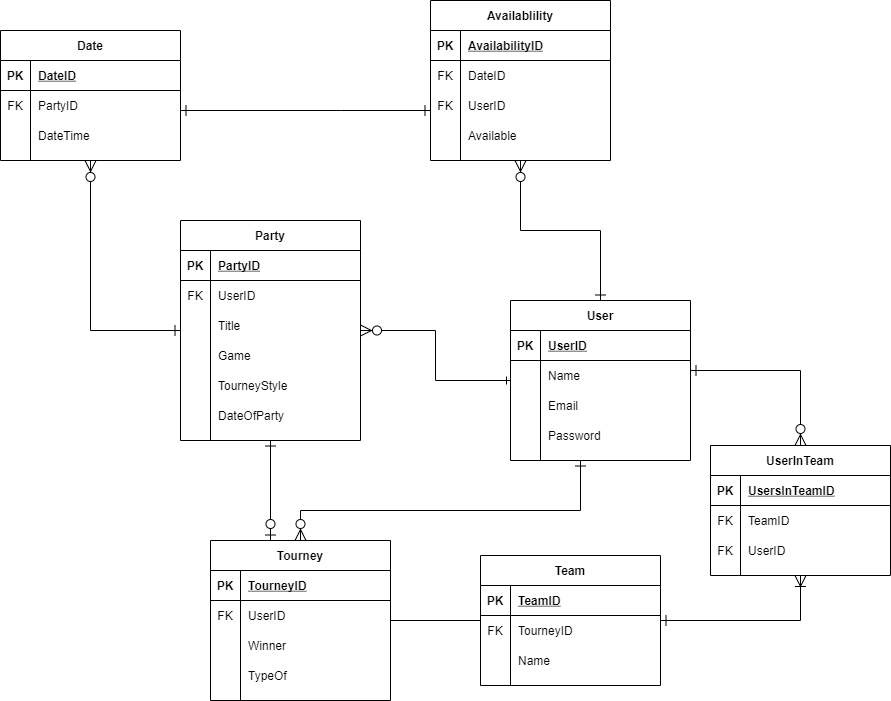 Availablility
PK AvailabilityID
FK DateID
FK UserID
Available
Date
PK DateID
FK PartyID
DateTime
Party
PK PartyID
FK UserID
Title
Game
TourneyStyle
DateOfParty
User
PK UserID
Name
Email
Password
UserInTeam
PK UsersInTeamID
FK TeamID
FK UserID
Tourney
PK TourneyID
FK UserID
Winner
TypeOf
Team
PK TeamID
FK TourneyID
Name